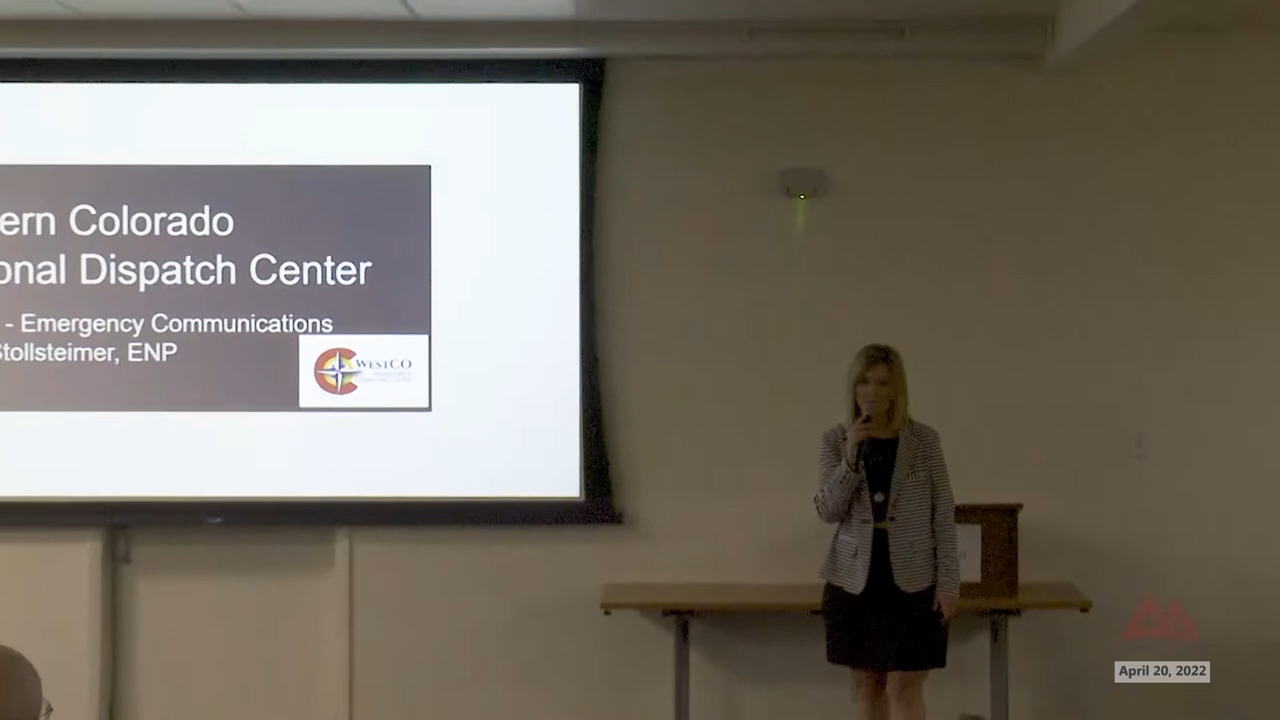 ern Colorado
onal Dispatch Center
- Emergency Communications
Stollsteimer, ENP
WESTCO
April 20, 2022